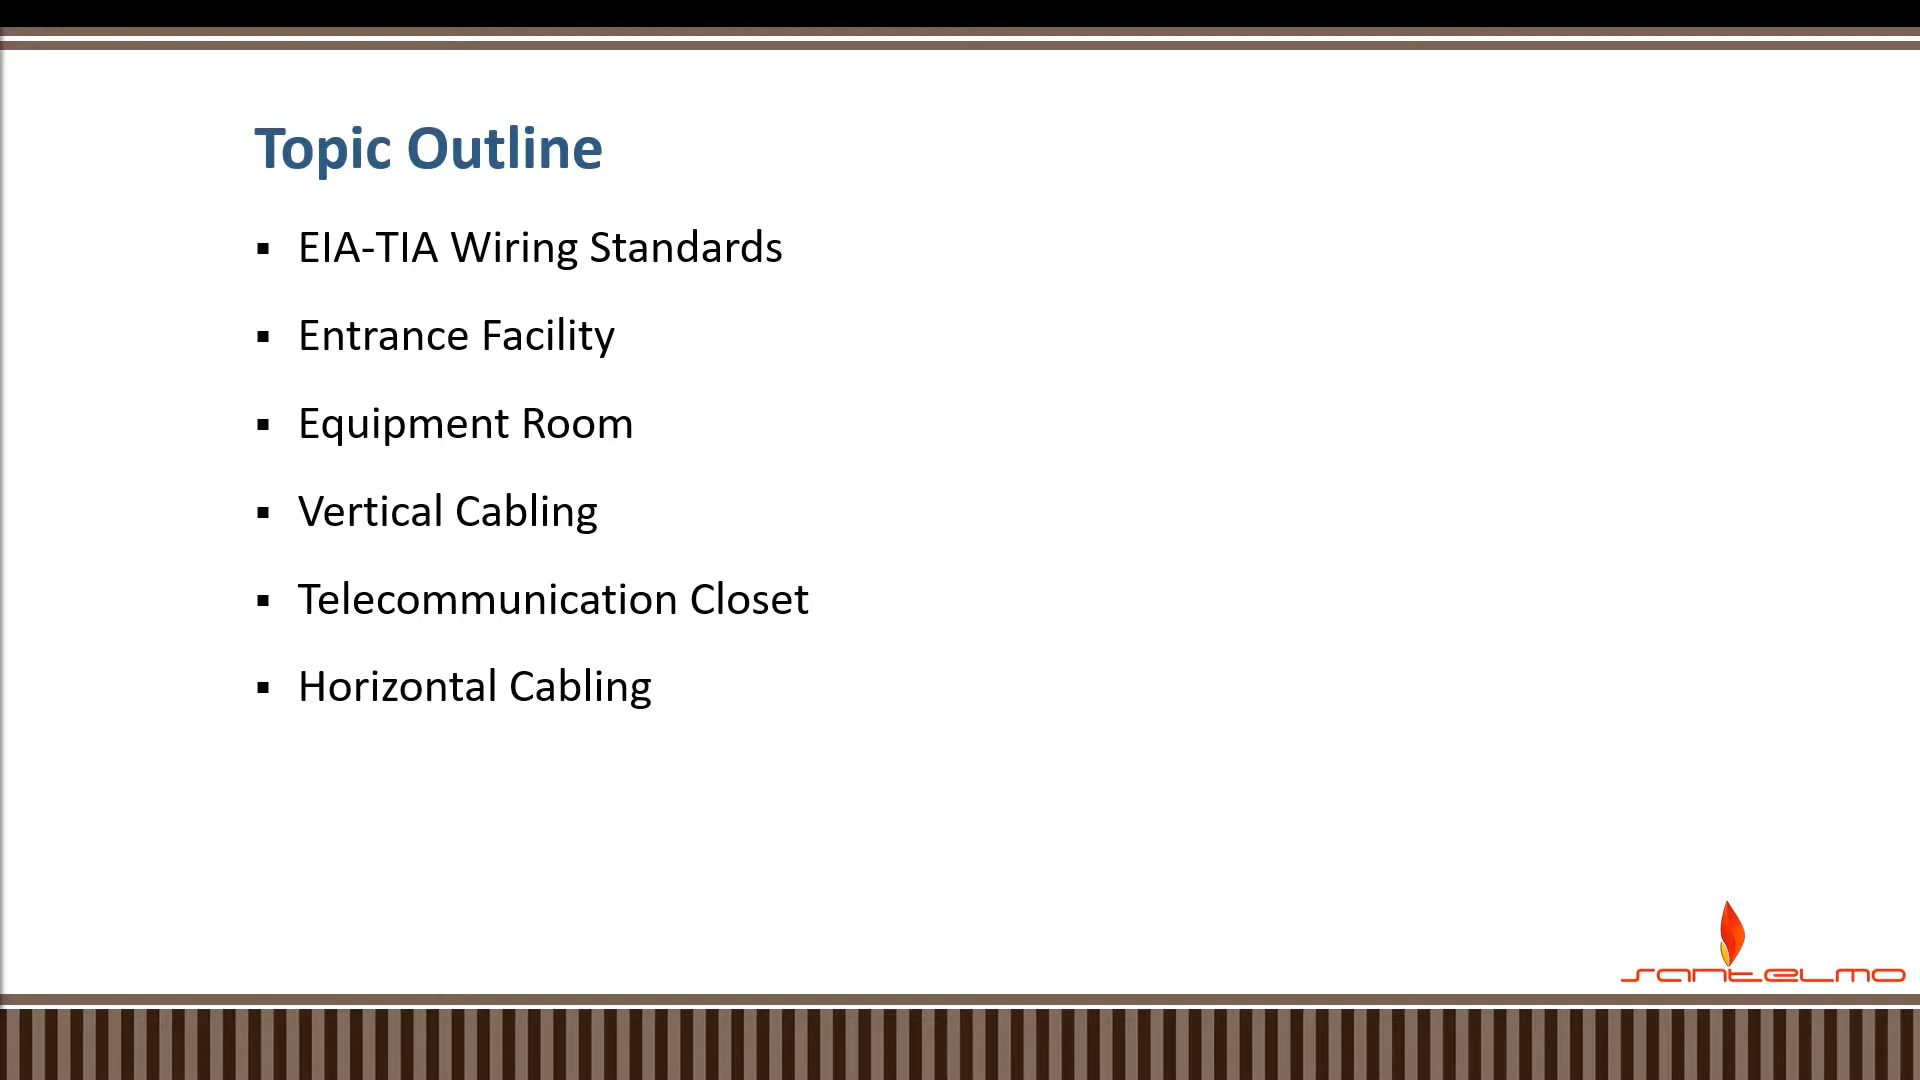 Topic Outline
▪ EIA-TIA Wiring Standards
▪ Entrance Facility
▪ Equipment Room
▪ Vertical Cabling
▪ Telecommunication Closet
▪ Horizontal Cabling
santelmo